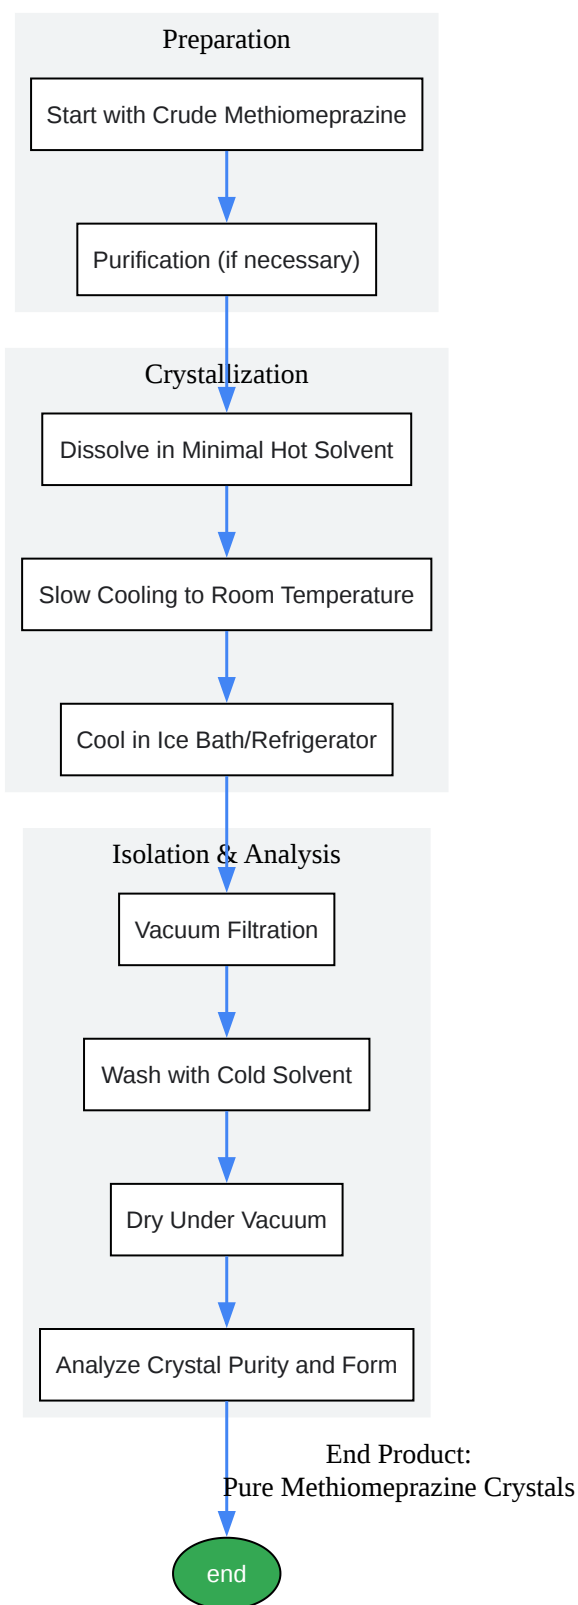 Preparation
Start with Crude Methiomeprazine
Purification (if necessary)
Crystallization
Dissolve in Minimal Hot Solvent
Slow Cooling to Room Temperature
Cool in Ice Bath/Refrigerator
Isolation & Analysis
Vacuum Filtration
Wash with Cold Solvent
Dry Under Vacuum
Analyze Crystal Purity and Form
End Product:
Pure Methiomeprazine Crystals
end